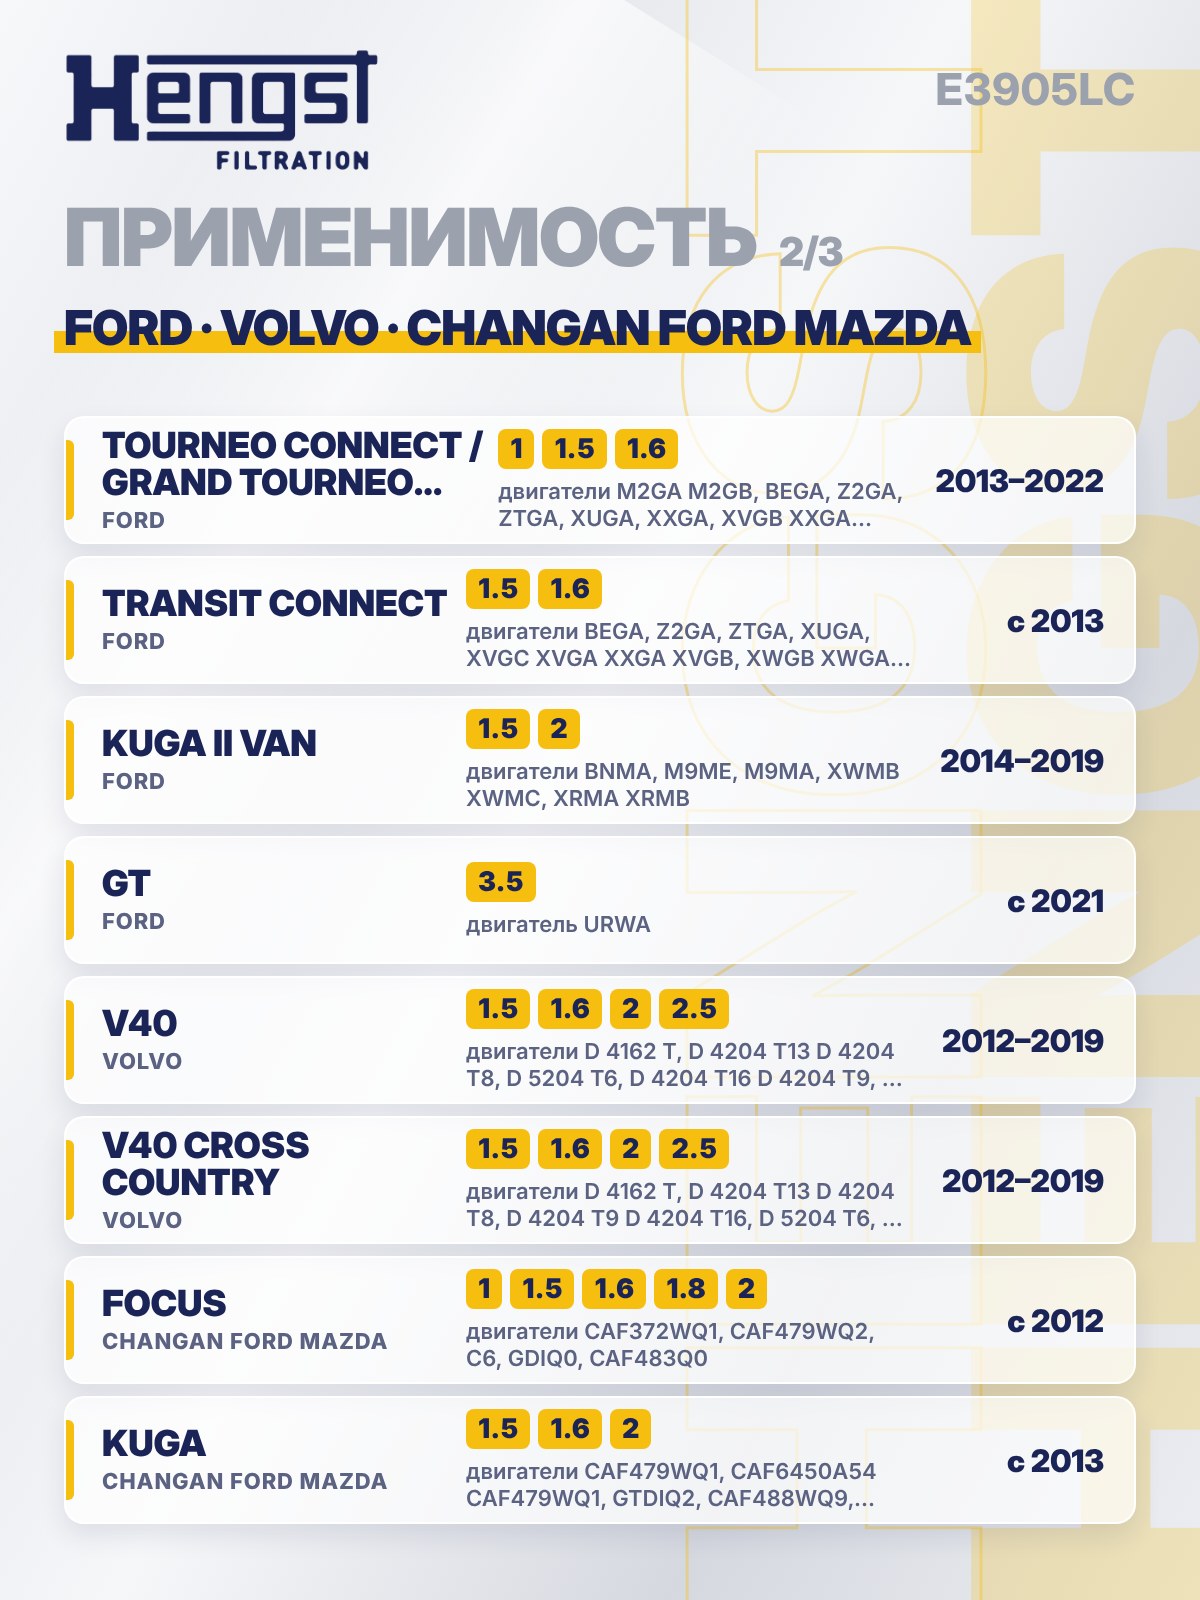 Hengst
FILTRATION
E3905LC
ПРИМЕНИМОСТЬ 2/3
FORD · VOLVO · CHANGAN FORD MAZDA
TOURNEO CONNECT /
GRAND TOURNEO...
FORD
1 1.5 1.6
двигатели M2GA M2GB, BEGA, Z2GA,
ZTGA, XUGA, XXGA, XVGB XXGA...
2013–2022
TRANSIT CONNECT
FORD
1.5 1.6
двигатели BEGA, Z2GA, ZTGA, XUGA,
XVGC XVGA XXGA XVGB, XWGB XWGA...
с 2013
KUGA II VAN
FORD
1.5 2
двигатели BNMA, M9ME, M9MA, XWMB
XWMC, XRMA XRMB
2014–2019
GT
FORD
3.5
двигатель URWA
с 2021
V40
VOLVO
1.5 1.6 2 2.5
двигатели D 4162 T, D 4204 T13 D 4204
T8, D 5204 T6, D 4204 T16 D 4204 T9, ...
2012–2019
V40 CROSS
COUNTRY
VOLVO
1.5 1.6 2 2.5
двигатели D 4162 T, D 4204 T13 D 4204
T8, D 4204 T9 D 4204 T16, D 5204 T6, ...
2012–2019
FOCUS
CHANGAN FORD MAZDA
1 1.5 1.6 1.8 2
двигатели CAF372WQ1, CAF479WQ2,
C6, GDIQ0, CAF483Q0
с 2012
KUGA
CHANGAN FORD MAZDA
1.5 1.6 2
двигатели CAF479WQ1, CAF6450A54
CAF479WQ1, GTDIQ2, CAF488WQ9,...
с 2013